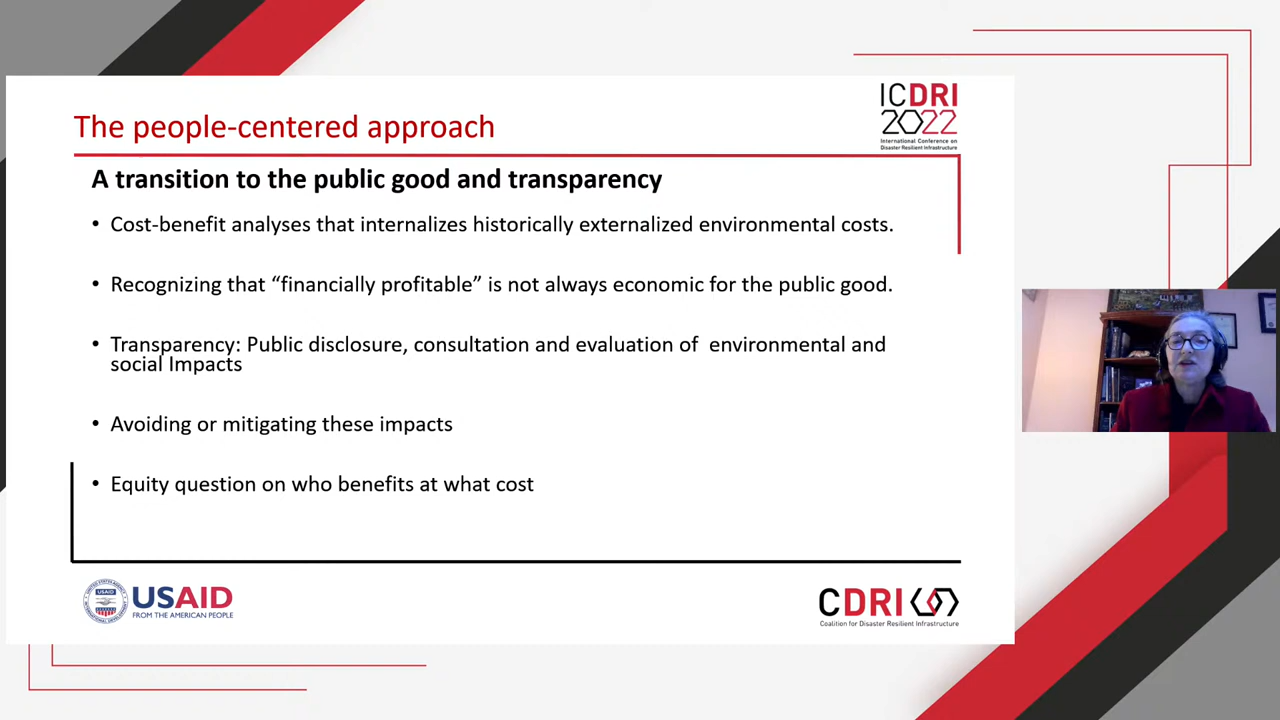 ICDRI
2022
International Conference on
Disaster Resilient Infrastructure
The people-centered approach
A transition to the public good and transparency
• Cost-benefit analyses that internalizes historically externalized environmental costs.
• Recognizing that “financially profitable” is not always economic for the public good.
• Transparency: Public disclosure, consultation and evaluation of environmental and
social Impacts
• Avoiding or mitigating these impacts
• Equity question on who benefits at what cost
USAID
USAID
FROM THE AMERICAN PEOPLE
CDRI
Coalition for Disaster Resilient Infrastructure